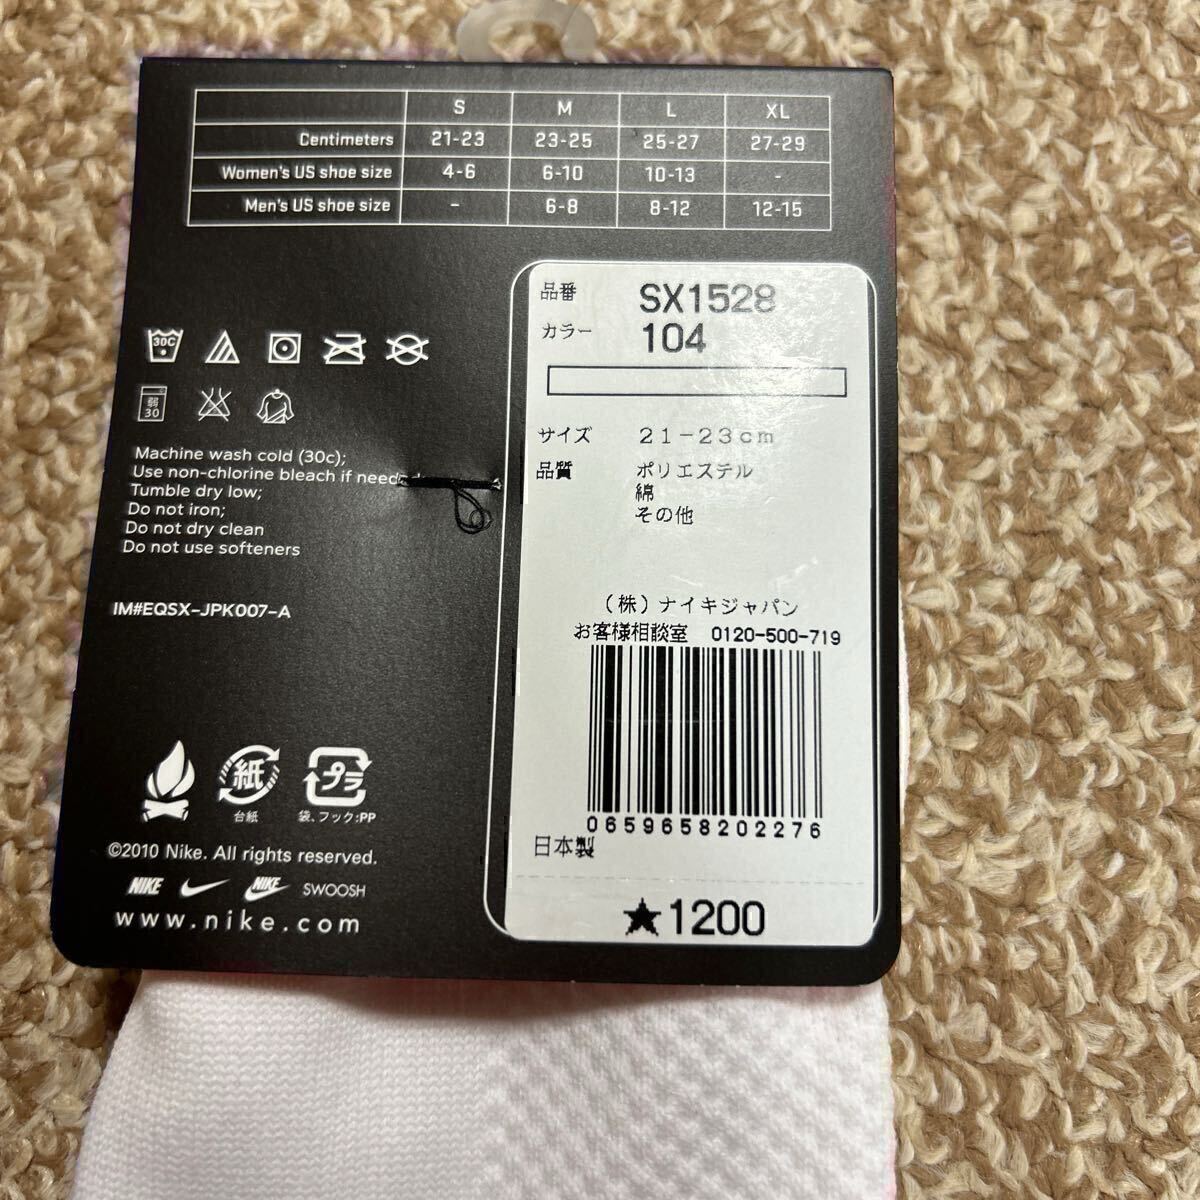 S M L XL
Centimeters 21-23 23-25 25-27 27-29
Women's US shoe size 4-6 6-10 10-13 -
Men's US shoe size - 6-8 8-12 12-15
30C
弱
30
Machine wash cold (30c);
Use non-chlorine bleach if need
Tumble dry low;
Do not iron;
Do not dry clean
Do not use softeners
IM#EQSX-JPK007-A
紙
プラ
台紙
袋、フック:PP
©2010 Nike. All rights reserved.
NIKE NIKE SWOOSH
www.nike.com
品番 SX1528
カラー 104
サイズ 21-23cm
品質 ポリエステル
綿
その他
(株)ナイキジャパン
お客様相談室 0120-500-719
0659658202276
日本製
★1200